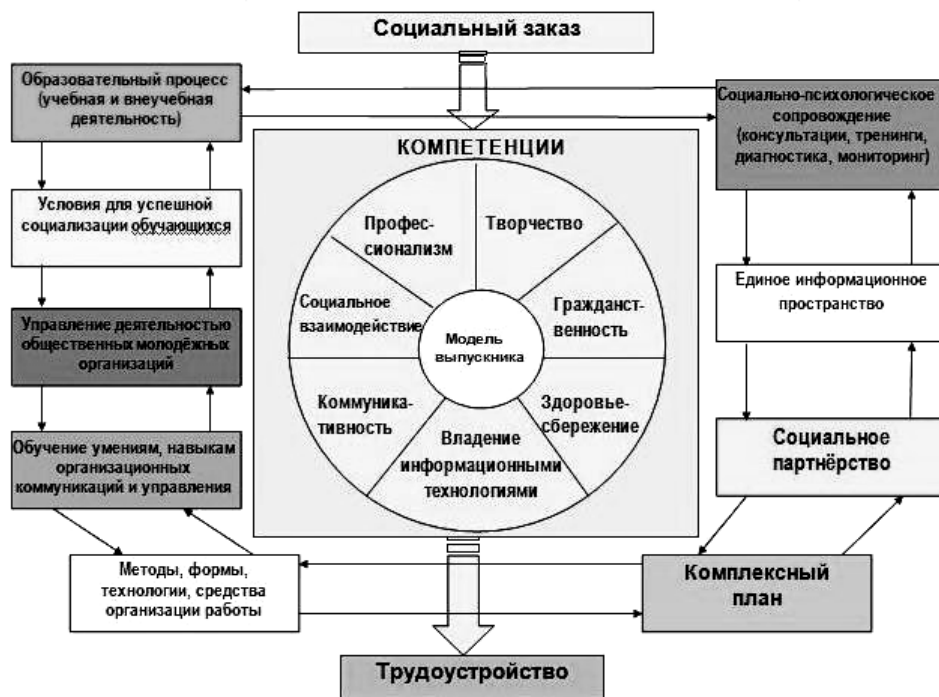 Социальный заказ
Образовательный процесс
(учебная и внеучебная
деятельность)
Социально-психологическое
сопровождение
(консультации, тренинги,
диагностика, мониторинг)
КОМПЕТЕНЦИИ
Условия для успешной
социализации обучающихся
Профес-
сионализм
Творчество
Единое информационное
пространство
Социальное
взаимодействие
Гражданст-
венность
Управление деятельностью
общественных молодёжных
организаций
Модель
выпускника
Коммуника-
тивность
Здоровье-
сбережение
Владение
информационными
технологиями
Обучение умениям, навыкам
организационных
коммуникаций и управления
Социальное
партнёрство
Методы, формы,
технологии, средства
организации работы
Комплексный
план
Трудоустройство